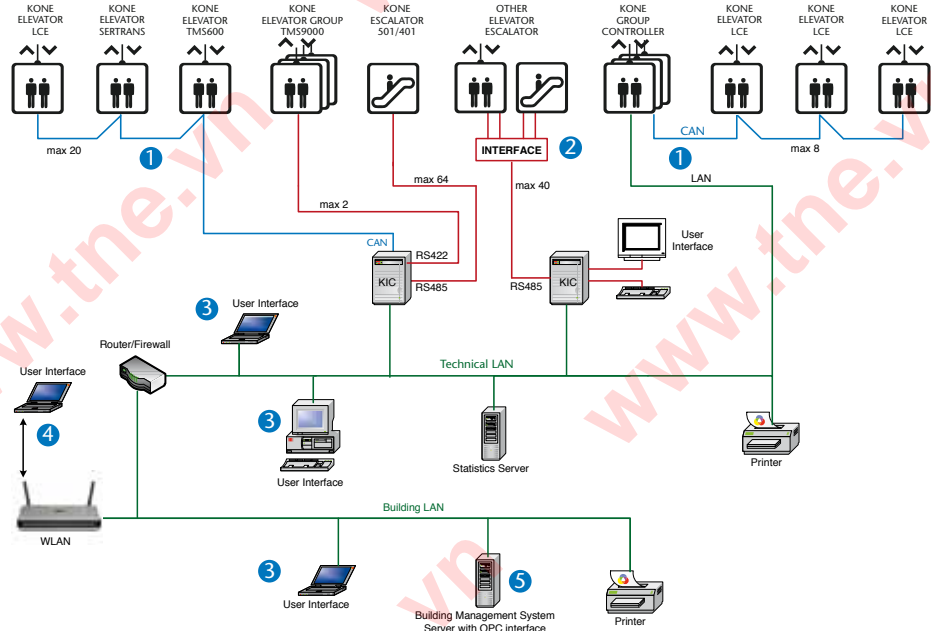 KONE
ELEVATOR
LCE
KONE
ELEVATOR
SERTRANS
KONE
ELEVATOR
TMS600
KONE
ELEVATOR GROUP
TMS9000
KONE
ESCALATOR
501/401
OTHER
ELEVATOR
ESCALATOR
KONE
GROUP
CONTROLLER
KONE
ELEVATOR
LCE
KONE
ELEVATOR
LCE
KONE
ELEVATOR
LCE
max 20
1
INTERFACE
2
CAN
1
max 8
max 64
max 40
LAN
max 2
CAN
RS422
KIC
RS485
RS485
KIC
User
Interface
3
User Interface
Router/Firewall
Technical LAN
User Interface
4
3
User Interface
Statistics Server
Printer
WLAN
Building LAN
3
User Interface
5
Building Management System
Server with OPC interface
Printer
www.tne.vn
www.tne.vn
vn